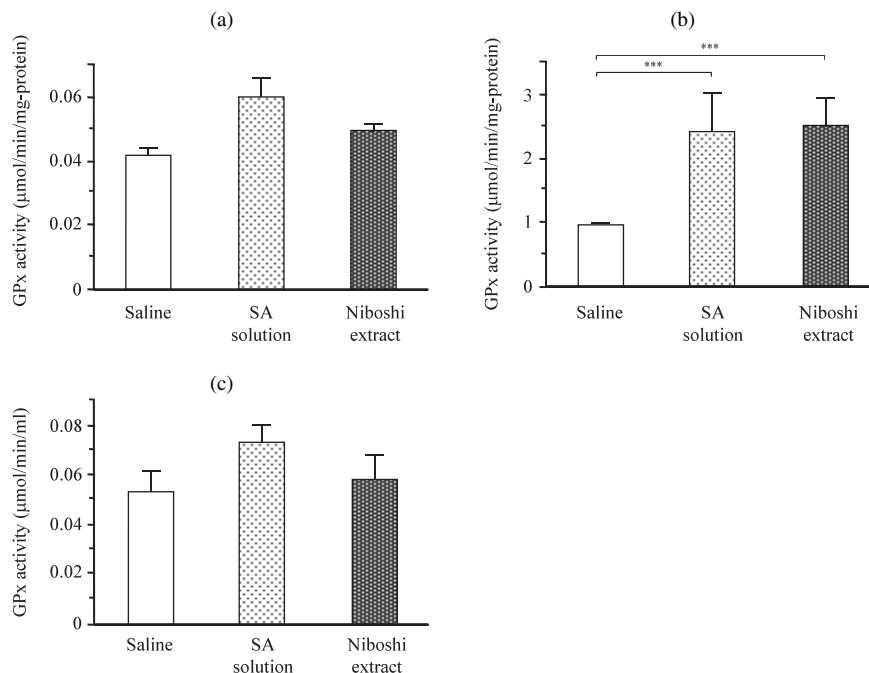 (a)
GPx activity (μmol/min/mg-protein)
0.06
0.04
0.02
0
Saline
SA
solution
Niboshi
extract
(b)
GPx activity (μmol/min/mg-protein)
***
***
3
2
1
0
Saline
SA
solution
Niboshi
extract
(c)
GPx activity (μmol/min/ml)
0.08
0.06
0.04
0.02
0
Saline
SA
solution
Niboshi
extract